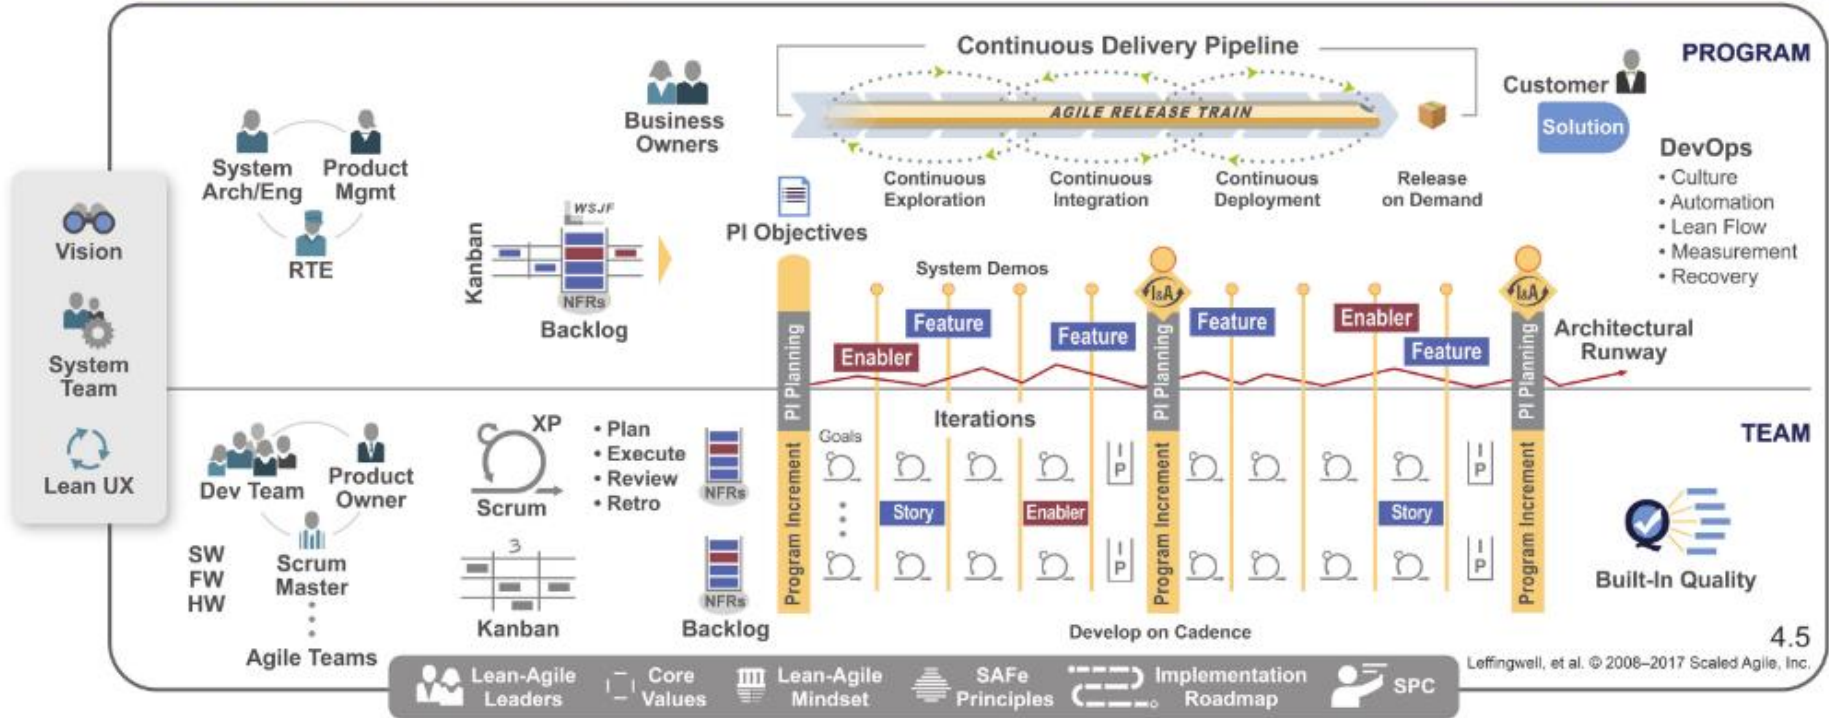 Continuous Delivery Pipeline
PROGRAM
Customer
Solution
Business
Owners
AGILE RELEASE TRAIN
Continuous
Exploration
Continuous
Integration
Continuous
Deployment
Release
on Demand
DevOps
• Culture
• Automation
• Lean Flow
• Measurement
• Recovery
System
Arch/Eng
Product
Mgmt
RTE
Vision
System
Team
Lean UX
Kanban
WSJF
NFRs
Backlog
PI Objectives
System Demos
I&A
I&A
Enabler
Feature
Feature
Feature
Enabler
Feature
Architectural
Runway
PI Planning
PI Planning
PI Planning
TEAM
Dev Team
Product
Owner
Scrum
Master
SW
FW
HW
Agile Teams
XP
Scrum
• Plan
• Execute
• Review
• Retro
3
Kanban
NFRs
NFRs
Backlog
Program Increment
Program Increment
Program Increment
Iterations
Goals
Story
Enabler
Story
I
P
I
P
I
P
I
P
Develop on Cadence
Built-In Quality
4.5
Leffingwell, et al. © 2008–2017 Scaled Agile, Inc.
Lean-Agile
Leaders
Core
Values
Lean-Agile
Mindset
SAFe
Principles
Implementation
Roadmap
SPC